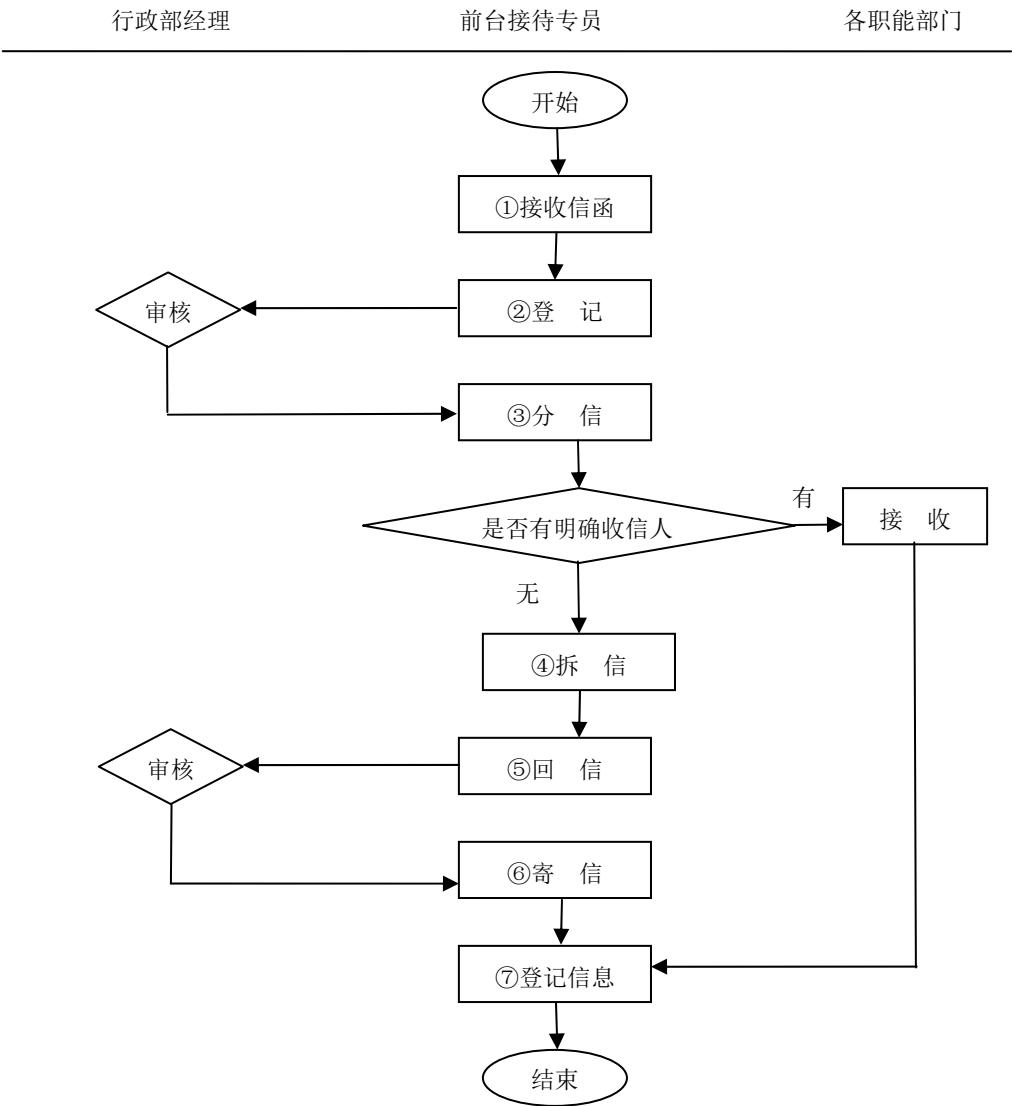 行政部经理 前台接待专员 各职能部门
开始
①接收信函
审核 ②登 记
③分 信
有
是否有明确收信人 接 收
无
④拆 信
审核 ⑤回 信
⑥寄 信
⑦登记信息
结束